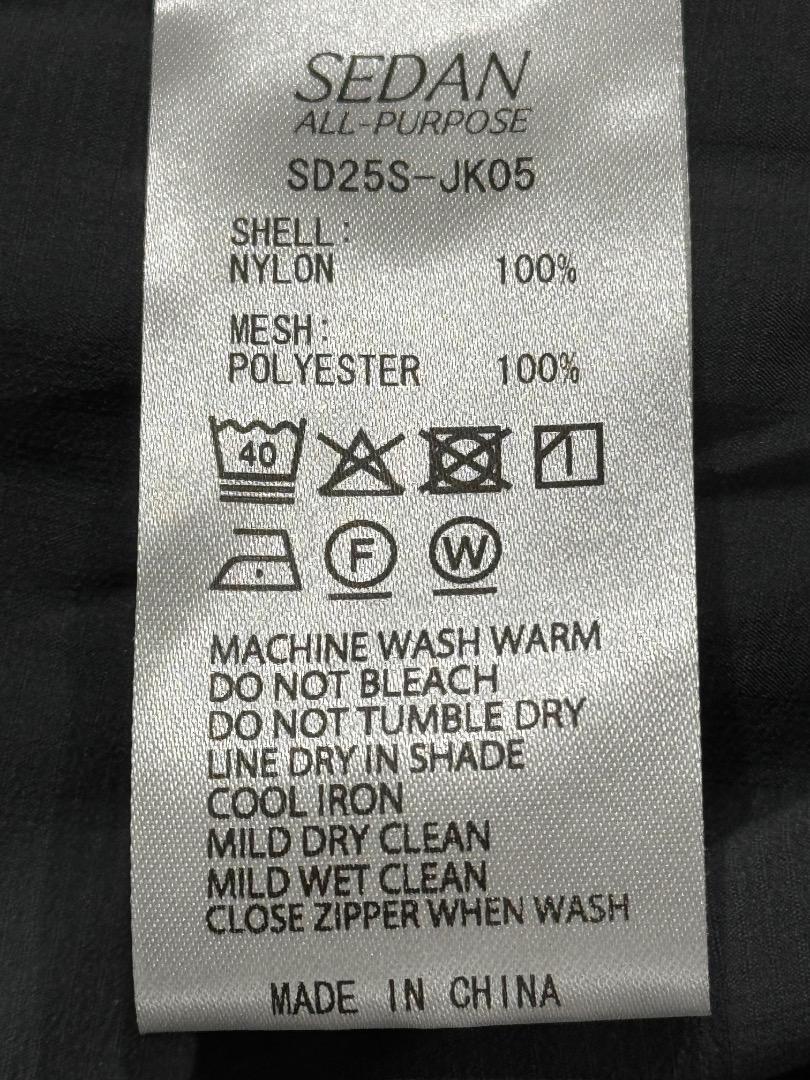 SEDAN
ALL-PURPOSE
SD25S-JK05
SHELL:
NYLON 100%
MESH:
POLYESTER 100%
40
F W
MACHINE WASH WARM
DO NOT BLEACH
DO NOT TUMBLE DRY
LINE DRY IN SHADE
COOL IRON
MILD DRY CLEAN
MILD WET CLEAN
CLOSE ZIPPER WHEN WASH
MADE IN CHINA